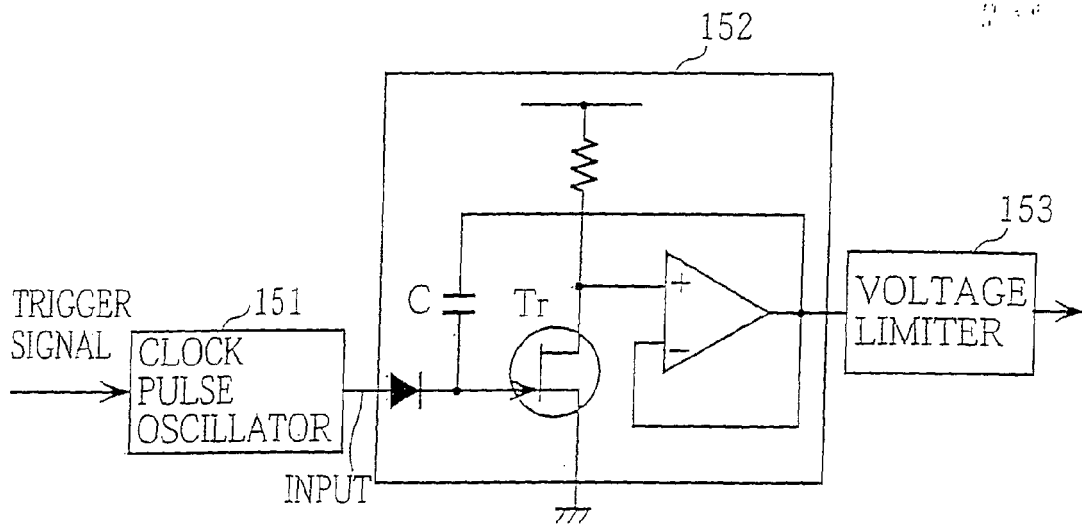 152
153
TRIGGER
SIGNAL
151
CLOCK
PULSE
OSCILLATOR
INPUT
C
Tr
+
−
VOLTAGE
LIMITER